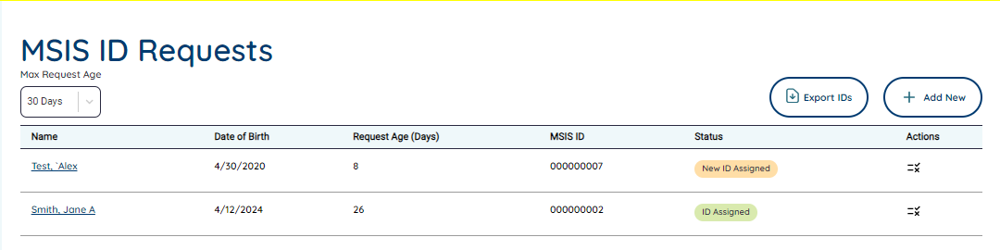 MSIS ID Requests
Max Request Age
30 Days
Export IDs
Add New
Name Date of Birth Request Age (Days) MSIS ID Status Actions
Test, `Alex 4/30/2020 8 000000007 New ID Assigned
Smith, Jane A 4/12/2024 26 000000002 ID Assigned